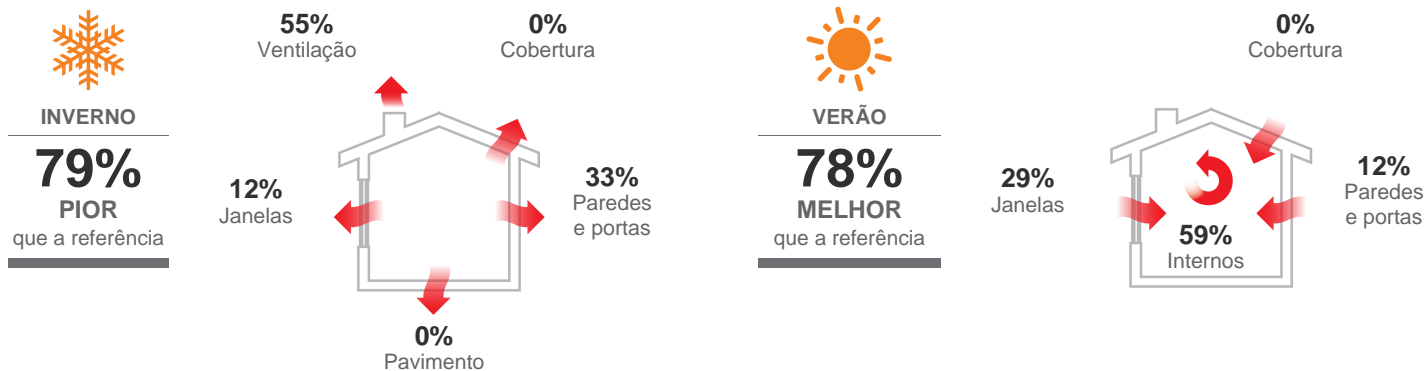 INVERNO
79%
PIOR
que a referência
55%
Ventilação
0%
Cobertura
12%
Janelas
33%
Paredes
e portas
0%
Pavimento
VERÃO
78%
MELHOR
que a referência
0%
Cobertura
29%
Janelas
59%
Internos
12%
Paredes
e portas